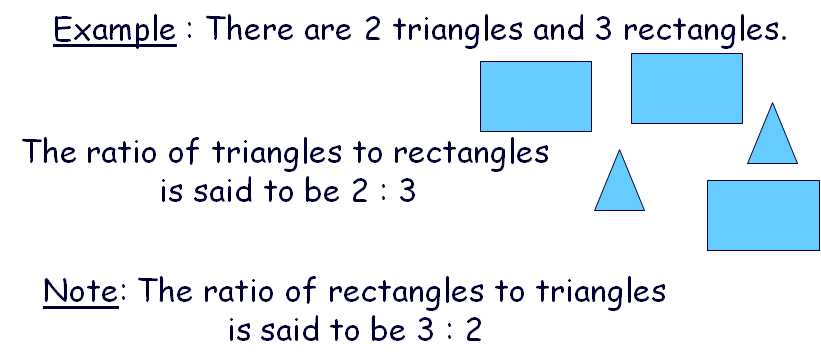 Example : There are 2 triangles and 3 rectangles.
The ratio of triangles to rectangles
is said to be 2 : 3
Note: The ratio of rectangles to triangles
is said to be 3 : 2